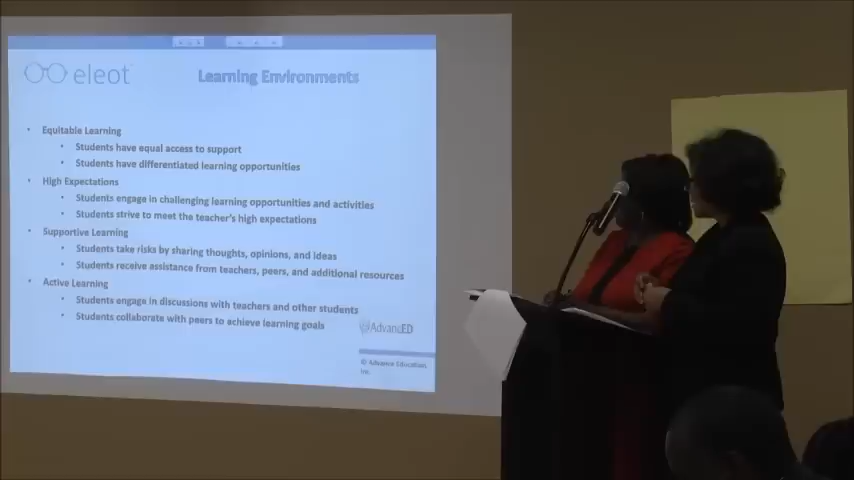 eleot
Learning Environments
• Equitable Learning
• Students have equal access to support
• Students have differentiated learning opportunities
• High Expectations
• Students engage in challenging learning opportunities and activities
• Students strive to meet the teacher's high expectations
• Supportive Learning
• Students take risks by sharing thoughts, opinions, and ideas
• Students receive assistance from teachers, peers, and additional resources
• Active Learning
• Students engage in discussions with teachers and other students
• Students collaborate with peers to achieve learning goals
AdvancED
© Advance Education,
Inc.